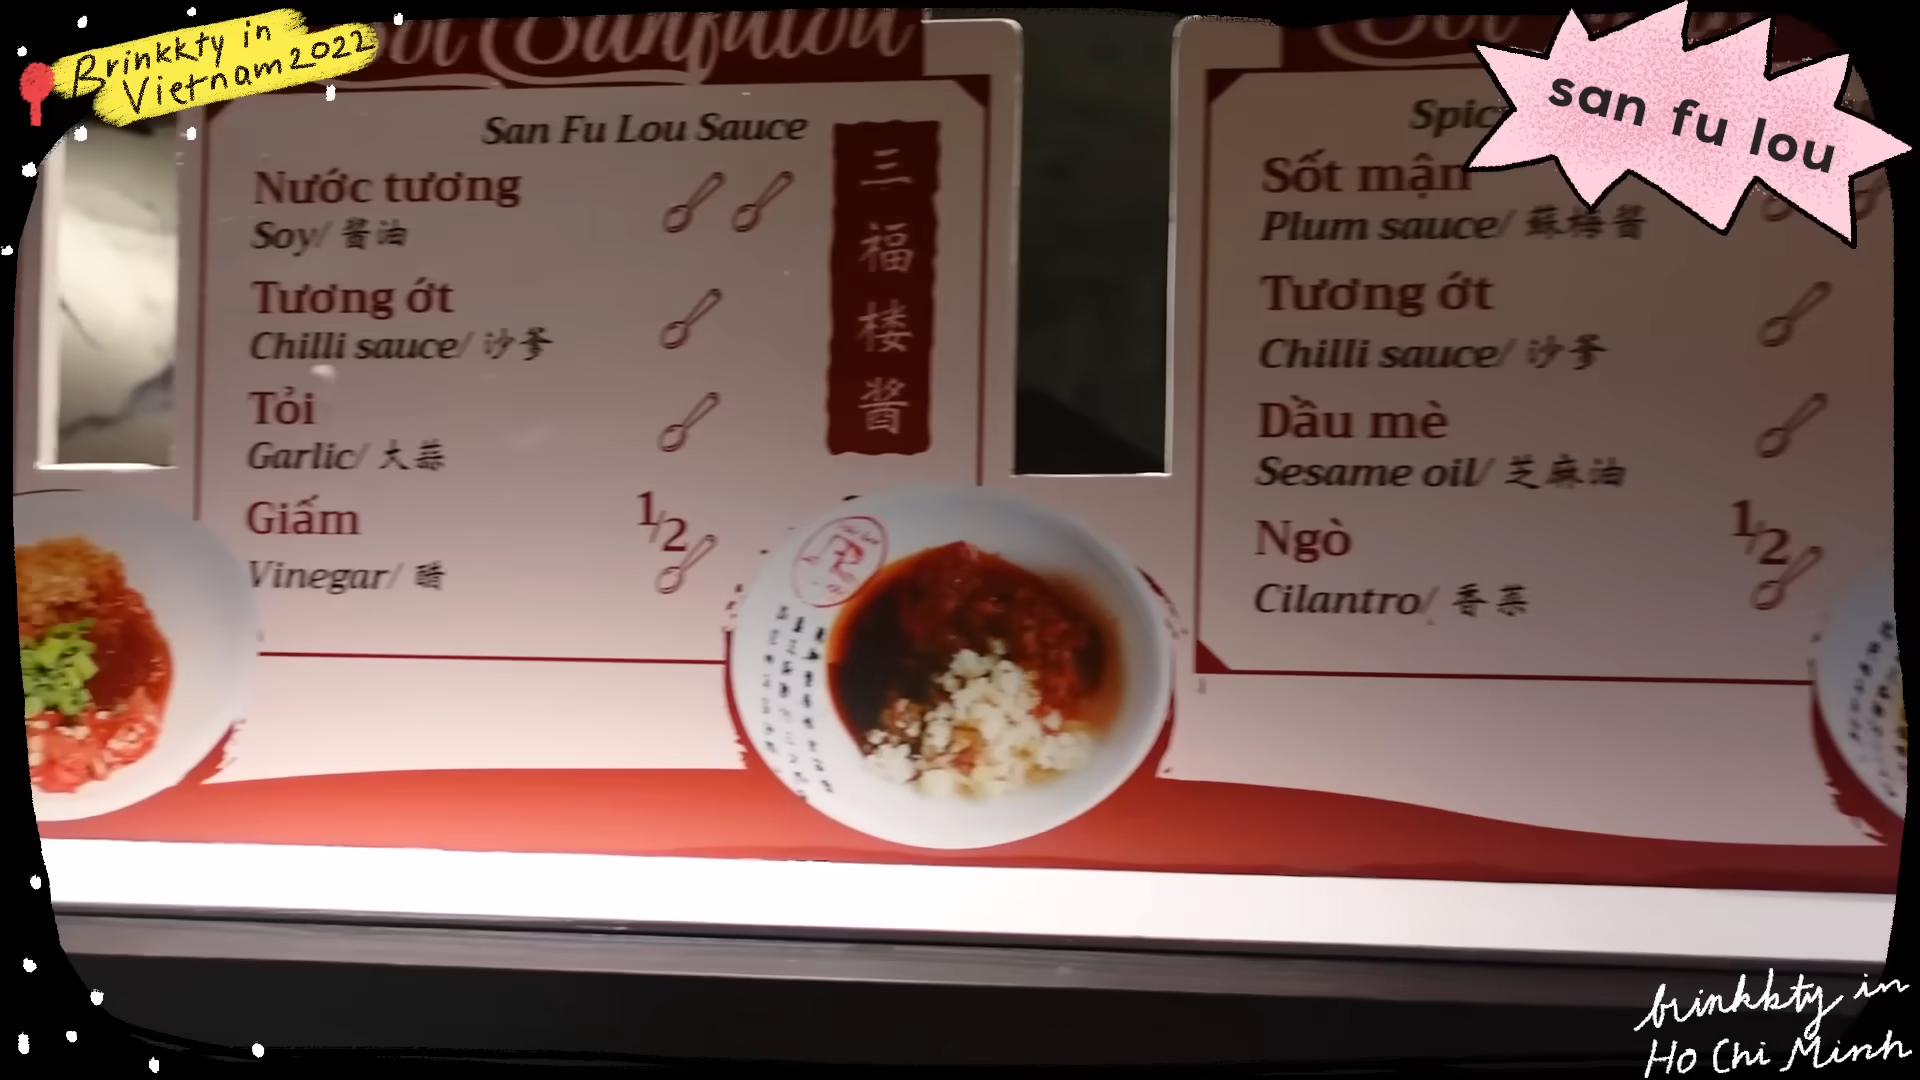 Brinkkty in
Vietnam 2022
san fu lou
San Fu Lou Sauce
三福楼酱
Nước tương
Soy/ 酱油
Tương ớt
Chilli sauce/ 沙爹
Tỏi
Garlic/ 大蒜
Giấm
1/2
Vinegar/ 醋
Sốt mận
Plum sauce/ 蘇梅酱
Tương ớt
Chilli sauce/ 沙爹
Dầu mè
Sesame oil/ 芝麻油
Ngò
1/2
Cilantro/ 香菜
brinkkty in
Ho Chi Minh